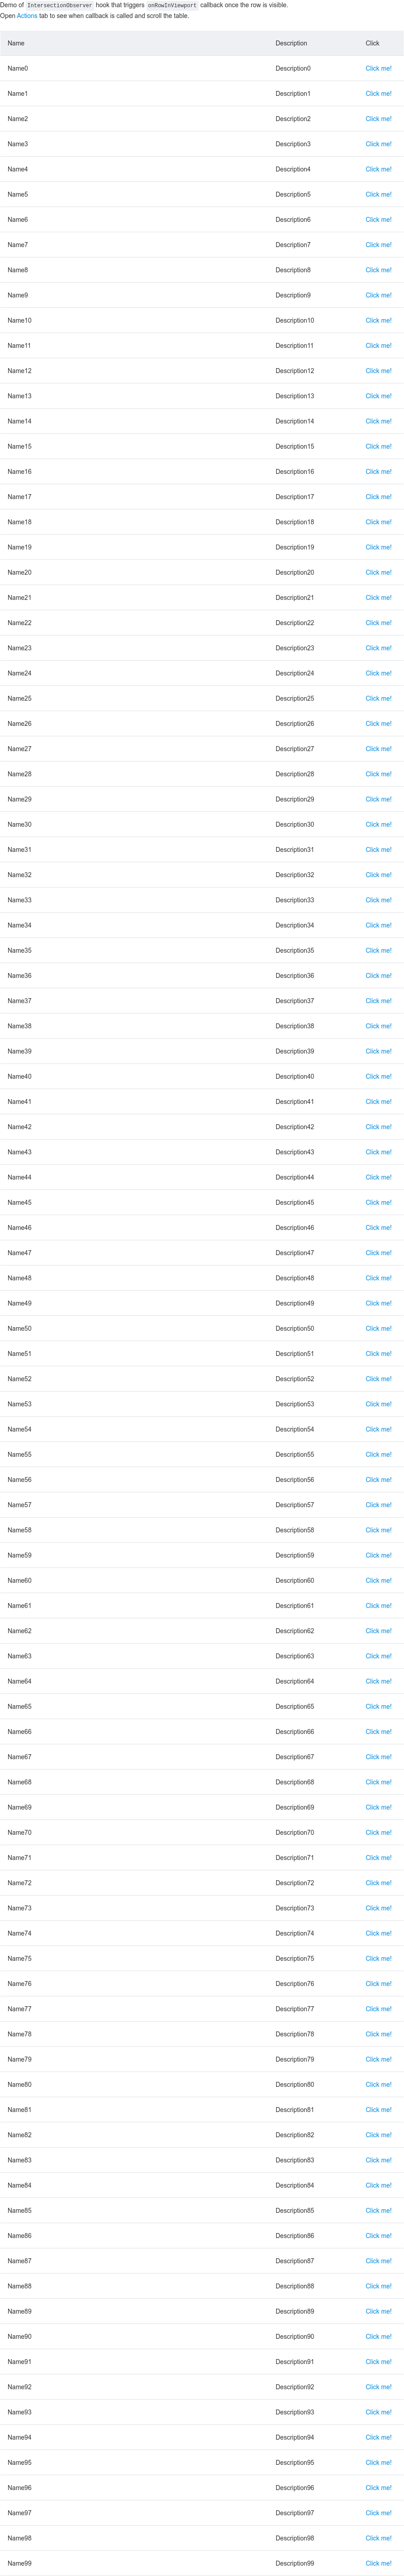 Demo of IntersectionObserver hook that triggers onRowInViewport callback once the row is visible.
Open Actions tab to see when callback is called and scroll the table.
Name Description Click
Name0 Description0 Click me!
Name1 Description1 Click me!
Name2 Description2 Click me!
Name3 Description3 Click me!
Name4 Description4 Click me!
Name5 Description5 Click me!
Name6 Description6 Click me!
Name7 Description7 Click me!
Name8 Description8 Click me!
Name9 Description9 Click me!
Name10 Description10 Click me!
Name11 Description11 Click me!
Name12 Description12 Click me!
Name13 Description13 Click me!
Name14 Description14 Click me!
Name15 Description15 Click me!
Name16 Description16 Click me!
Name17 Description17 Click me!
Name18 Description18 Click me!
Name19 Description19 Click me!
Name20 Description20 Click me!
Name21 Description21 Click me!
Name22 Description22 Click me!
Name23 Description23 Click me!
Name24 Description24 Click me!
Name25 Description25 Click me!
Name26 Description26 Click me!
Name27 Description27 Click me!
Name28 Description28 Click me!
Name29 Description29 Click me!
Name30 Description30 Click me!
Name31 Description31 Click me!
Name32 Description32 Click me!
Name33 Description33 Click me!
Name34 Description34 Click me!
Name35 Description35 Click me!
Name36 Description36 Click me!
Name37 Description37 Click me!
Name38 Description38 Click me!
Name39 Description39 Click me!
Name40 Description40 Click me!
Name41 Description41 Click me!
Name42 Description42 Click me!
Name43 Description43 Click me!
Name44 Description44 Click me!
Name45 Description45 Click me!
Name46 Description46 Click me!
Name47 Description47 Click me!
Name48 Description48 Click me!
Name49 Description49 Click me!
Name50 Description50 Click me!
Name51 Description51 Click me!
Name52 Description52 Click me!
Name53 Description53 Click me!
Name54 Description54 Click me!
Name55 Description55 Click me!
Name56 Description56 Click me!
Name57 Description57 Click me!
Name58 Description58 Click me!
Name59 Description59 Click me!
Name60 Description60 Click me!
Name61 Description61 Click me!
Name62 Description62 Click me!
Name63 Description63 Click me!
Name64 Description64 Click me!
Name65 Description65 Click me!
Name66 Description66 Click me!
Name67 Description67 Click me!
Name68 Description68 Click me!
Name69 Description69 Click me!
Name70 Description70 Click me!
Name71 Description71 Click me!
Name72 Description72 Click me!
Name73 Description73 Click me!
Name74 Description74 Click me!
Name75 Description75 Click me!
Name76 Description76 Click me!
Name77 Description77 Click me!
Name78 Description78 Click me!
Name79 Description79 Click me!
Name80 Description80 Click me!
Name81 Description81 Click me!
Name82 Description82 Click me!
Name83 Description83 Click me!
Name84 Description84 Click me!
Name85 Description85 Click me!
Name86 Description86 Click me!
Name87 Description87 Click me!
Name88 Description88 Click me!
Name89 Description89 Click me!
Name90 Description90 Click me!
Name91 Description91 Click me!
Name92 Description92 Click me!
Name93 Description93 Click me!
Name94 Description94 Click me!
Name95 Description95 Click me!
Name96 Description96 Click me!
Name97 Description97 Click me!
Name98 Description98 Click me!
Name99 Description99 Click me!